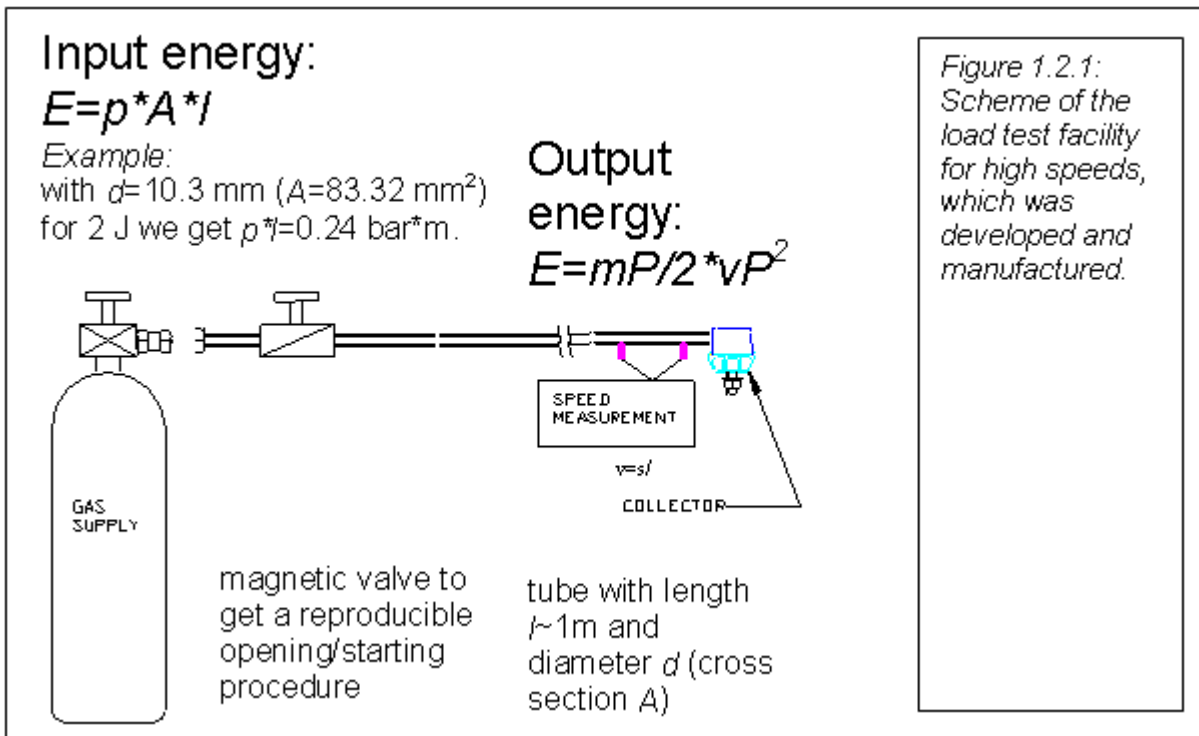 Input energy:
E=p*A*l
Example:
with d=10.3 mm (A=83.32 mm²)
for 2 J we get p*l=0.24 bar*m.
Output
energy:
E=mP/2*vP²
Figure 1.2.1:
Scheme of the
load test facility
for high speeds,
which was
developed and
manufactured.
SPEED
MEASUREMENT
v=s/
COLLECTOR
GAS
SUPPLY
magnetic valve to
get a reproducible
opening/starting
procedure
tube with length
l~1m and
diameter d (cross
section A)